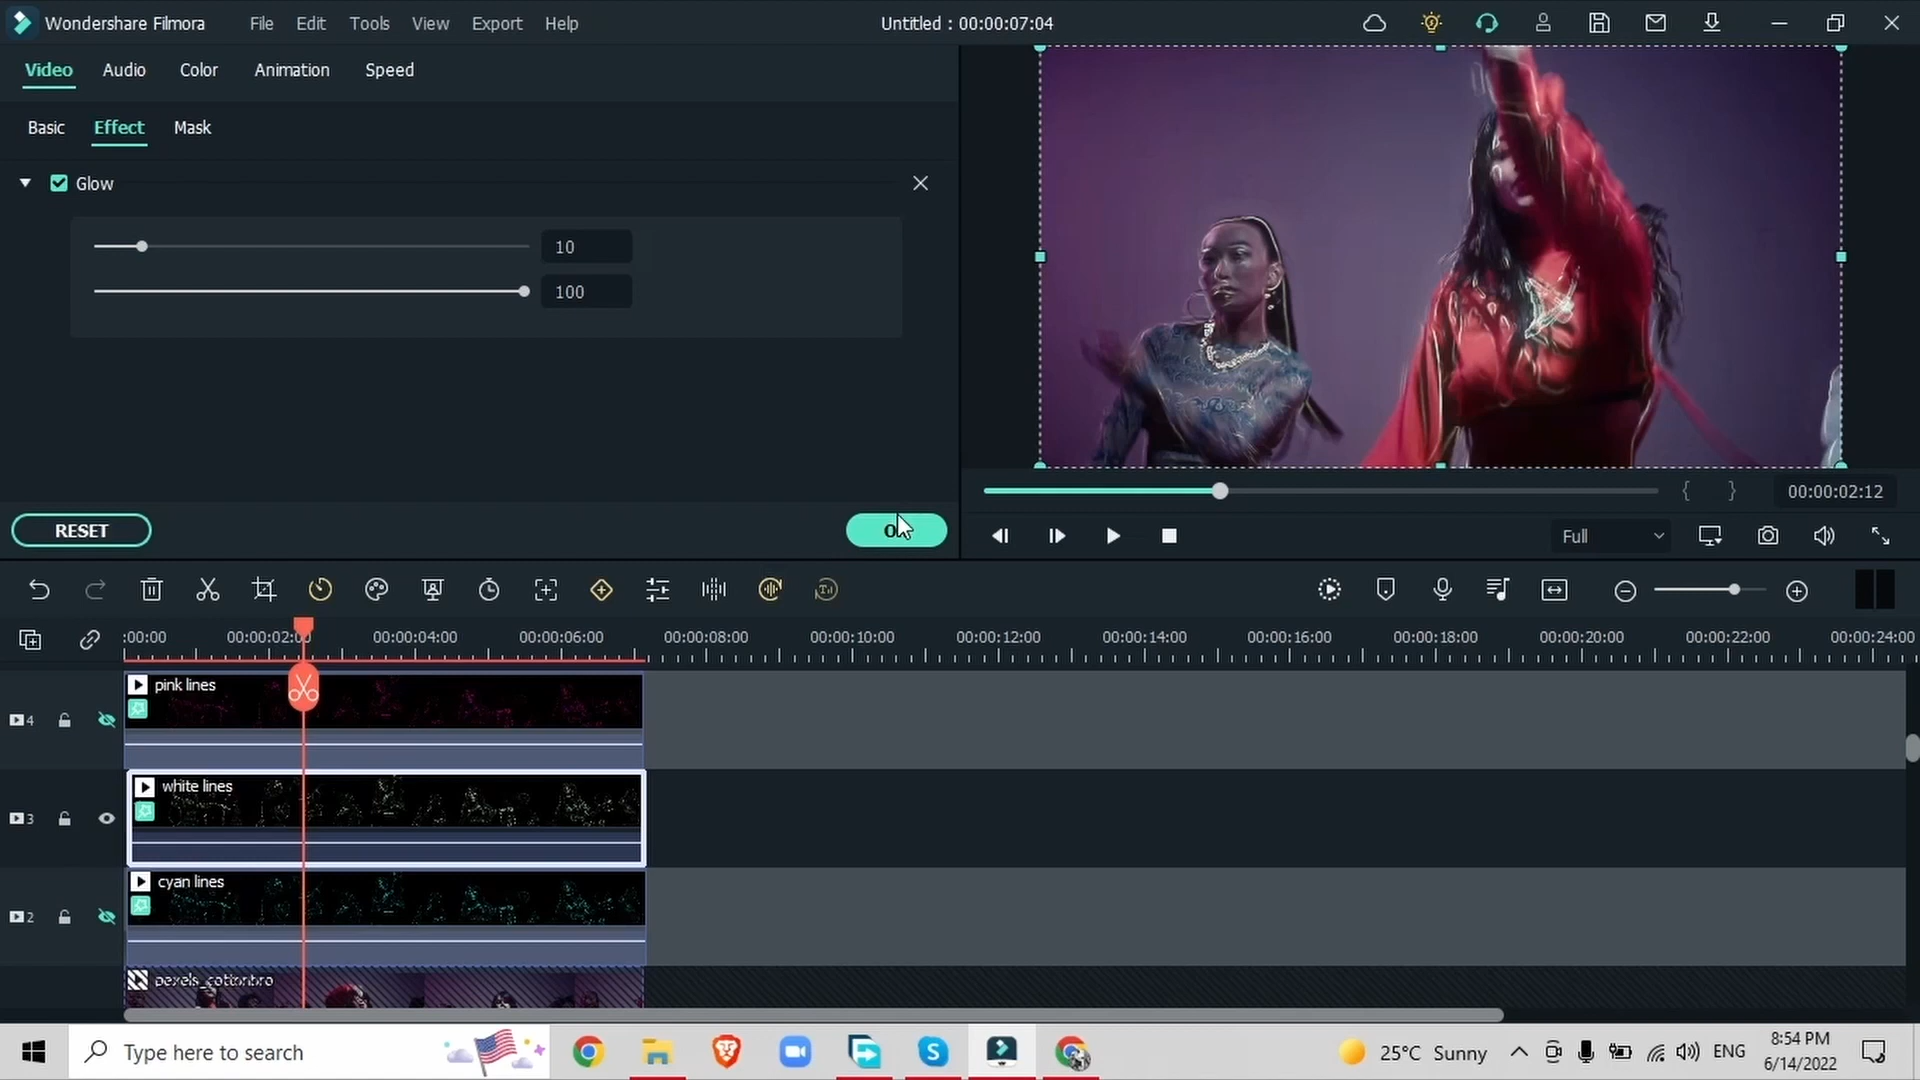 Wondershare Filmora File Edit Tools View Export Help Untitled : 00:00:07:04
Video Audio Color Animation Speed
Basic Effect Mask
Glow
10
100
RESET
00:00:02:12
Full
:00:00 00:00:04:00 00:00:06:00 00:00:08:00 00:00:10:00 00:00:12:00 00:00:14:00 00:00:16:00 00:00:18:00 00:00:20:00 00:00:22:00 00:00:24:00
pink lines
4
white lines
3
cyan lines
2
pexels_cottonbro
Type here to search
25°C Sunny
ENG
8:54 PM
6/14/2022